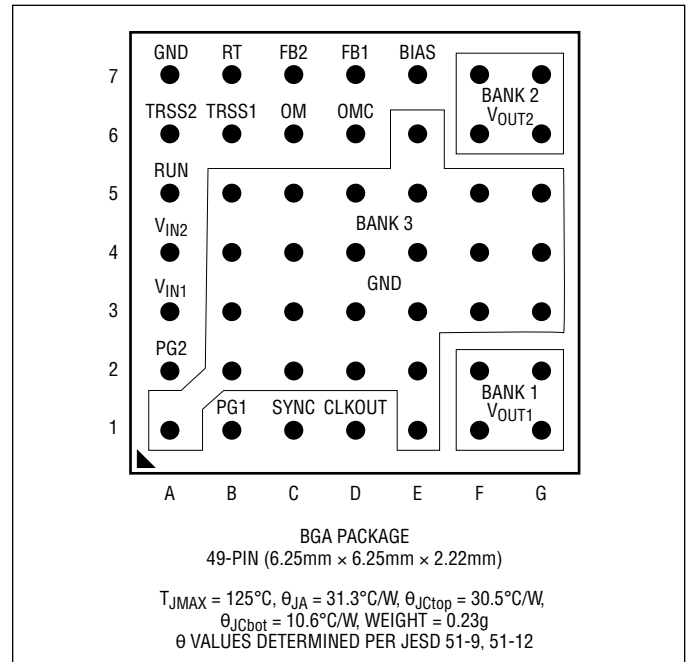 GND RT FB2 FB1 BIAS
7
BANK 2
TRSS2 TRSS1 OM OMC VOUT2
6
RUN
5
VIN2 BANK 3
4
VIN1 GND
3
PG2
2
BANK 1
PG1 SYNC CLKOUT VOUT1
1
A B C D E F G
BGA PACKAGE
49-PIN (6.25mm × 6.25mm × 2.22mm)
TJMAX = 125°C, θJA = 31.3°C/W, θJCtop = 30.5°C/W,
θJCbot = 10.6°C/W, WEIGHT = 0.23g
θ VALUES DETERMINED PER JESD 51-9, 51-12